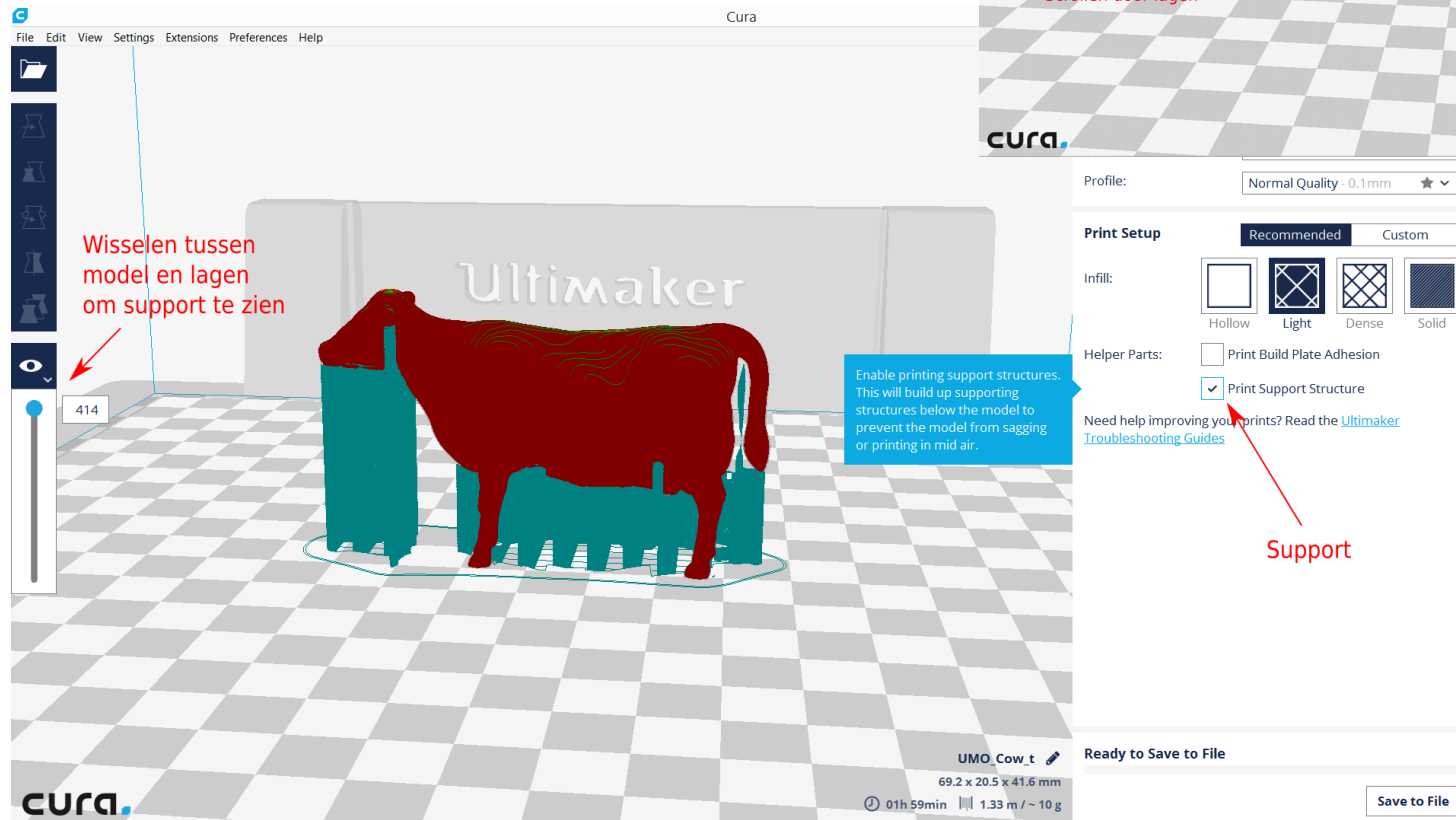 Cura
File Edit View Settings Extensions Preferences Help
cura.
Wisselen tussen
model en lagen
om support te zien
414
Ultimaker
Enable printing support structures.
This will build up supporting
structures below the model to
prevent the model from sagging
or printing in mid air.
Profile:
Normal Quality - 0.1mm
Print Setup
Recommended
Custom
Infill:
Hollow
Light
Dense
Solid
Helper Parts:
Print Build Plate Adhesion
Print Support Structure
Need help improving your prints? Read the Ultimaker
Troubleshooting Guides
Support
UMO_Cow_t
69.2 x 20.5 x 41.6 mm
01h 59min 1.33 m / ~ 10 g
Ready to Save to File
Save to File
cura.